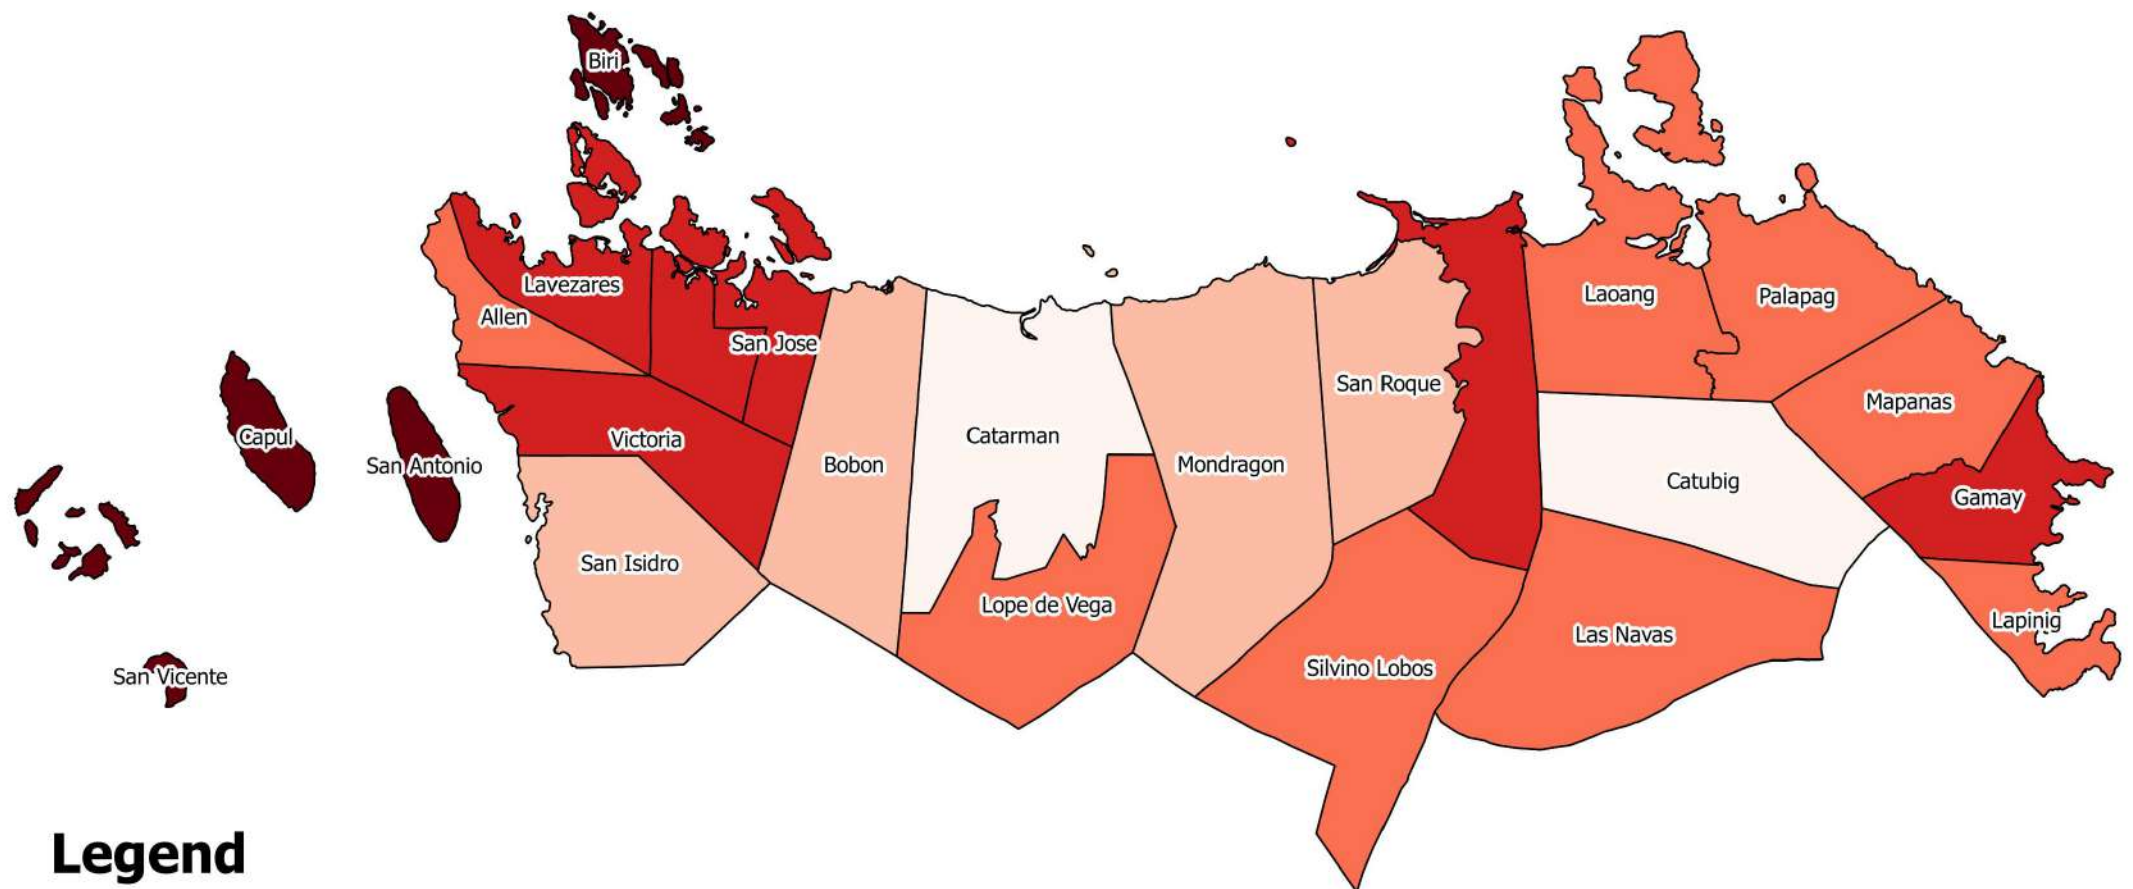 Biri
Lavezares
Laoang
Palapag
Allen
San Jose
San Roque
Mapanas
Capul
San Antonio
Victoria
Bobon
Catarman
Mondragon
Catubig
Gamay
San Isidro
Lope de Vega
Las Navas
Lapinig
San Vicente
Silvino Lobos
Legend